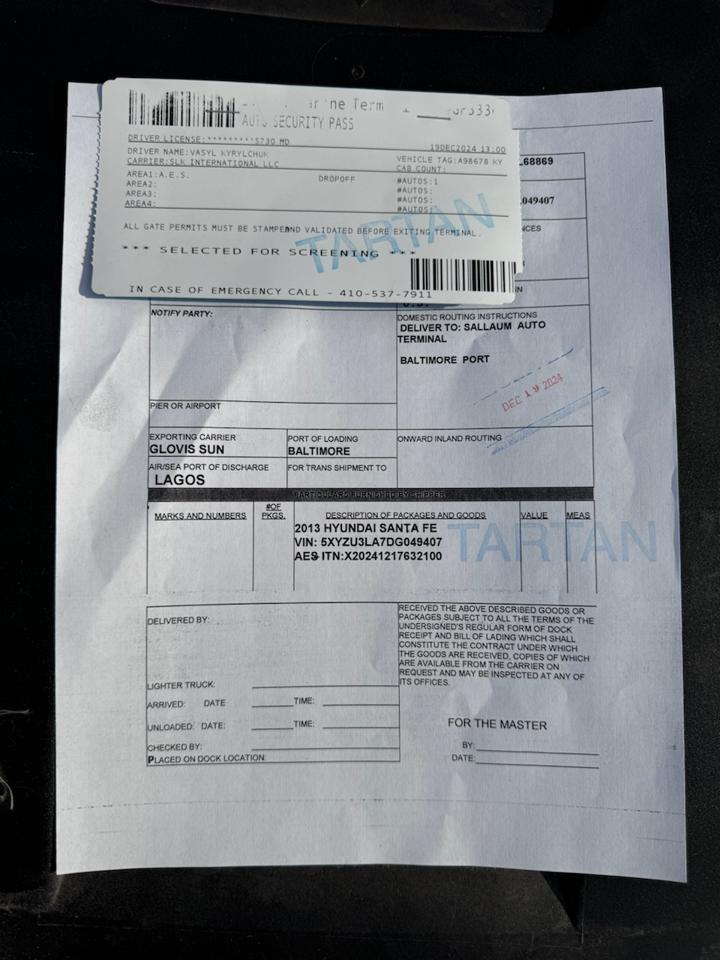 AUTO SECURITY PASS
DRIVER LICENSE:*********5730 MD
19DEC2024 13:00
DRIVER NAME:VASYL KYRYLCHUK
VEHICLE TAG:A98678 KY
CARRIER:SLK INTERNATIONAL LLC
CAB COUNT:
AREA1:A.E.S.
DROPOFF
#AUTOS:1
AREA2:
#AUTOS:
AREA3:
#AUTOS:
AREA4:
#AUTOS:
ALL GATE PERMITS MUST BE STAMPEAND VALIDATED BEFORE EXITING TERMINAL.
*** SELECTED FOR SCREENING ***
TARTAN
IN CASE OF EMERGENCY CALL - 410-537-7911
L68869
049407
NCES
NOTIFY PARTY:
DOMESTIC ROUTING INSTRUCTIONS
DELIVER TO: SALLAUM AUTO
TERMINAL
BALTIMORE PORT
DEC 19 2024
PIER OR AIRPORT
EXPORTING CARRIER
GLOVIS SUN
PORT OF LOADING
BALTIMORE
ONWARD INLAND ROUTING
AIR/SEA PORT OF DISCHARGE
LAGOS
FOR TRANS SHIPMENT TO
PARTICULARS FURNISHED BY SHIPPER
MARKS AND NUMBERS
#OF
PKGS.
DESCRIPTION OF PACKAGES AND GOODS
VALUE
MEAS
2013 HYUNDAI SANTA FE
VIN: 5XYZU3LA7DG049407
AES ITN:X20241217632100
TARTAN
DELIVERED BY:
LIGHTER TRUCK:
ARRIVED: DATE
TIME:
UNLOADED: DATE:
TIME:
CHECKED BY:
PLACED ON DOCK LOCATION:
RECEIVED THE ABOVE DESCRIBED GOODS OR
PACKAGES SUBJECT TO ALL THE TERMS OF THE
UNDERSIGNED'S REGULAR FORM OF DOCK
RECEIPT AND BILL OF LADING WHICH SHALL
CONSTITUTE THE CONTRACT UNDER WHICH
THE GOODS ARE RECEIVED, COPIES OF WHICH
ARE AVAILABLE FROM THE CARRIER ON
REQUEST AND MAY BE INSPECTED AT ANY OF
ITS OFFICES.
FOR THE MASTER
BY:
DATE: